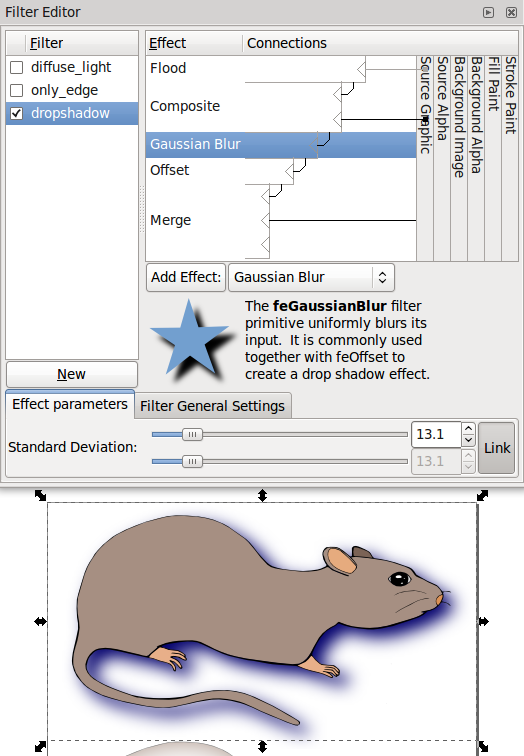 Filter Editor
Filter
diffuse_light
only_edge
dropshadow
New
Effect
Connections
Flood
Composite
Gaussian Blur
Offset
Merge
Source Graphic
Source Alpha
Background Image
Background Alpha
Fill Paint
Stroke Paint
Add Effect:
Gaussian Blur
The feGaussianBlur filter
primitive uniformly blurs its
input. It is commonly used
together with feOffset to
create a drop shadow effect.
Effect parameters
Filter General Settings
Standard Deviation:
13.1
13.1
Link